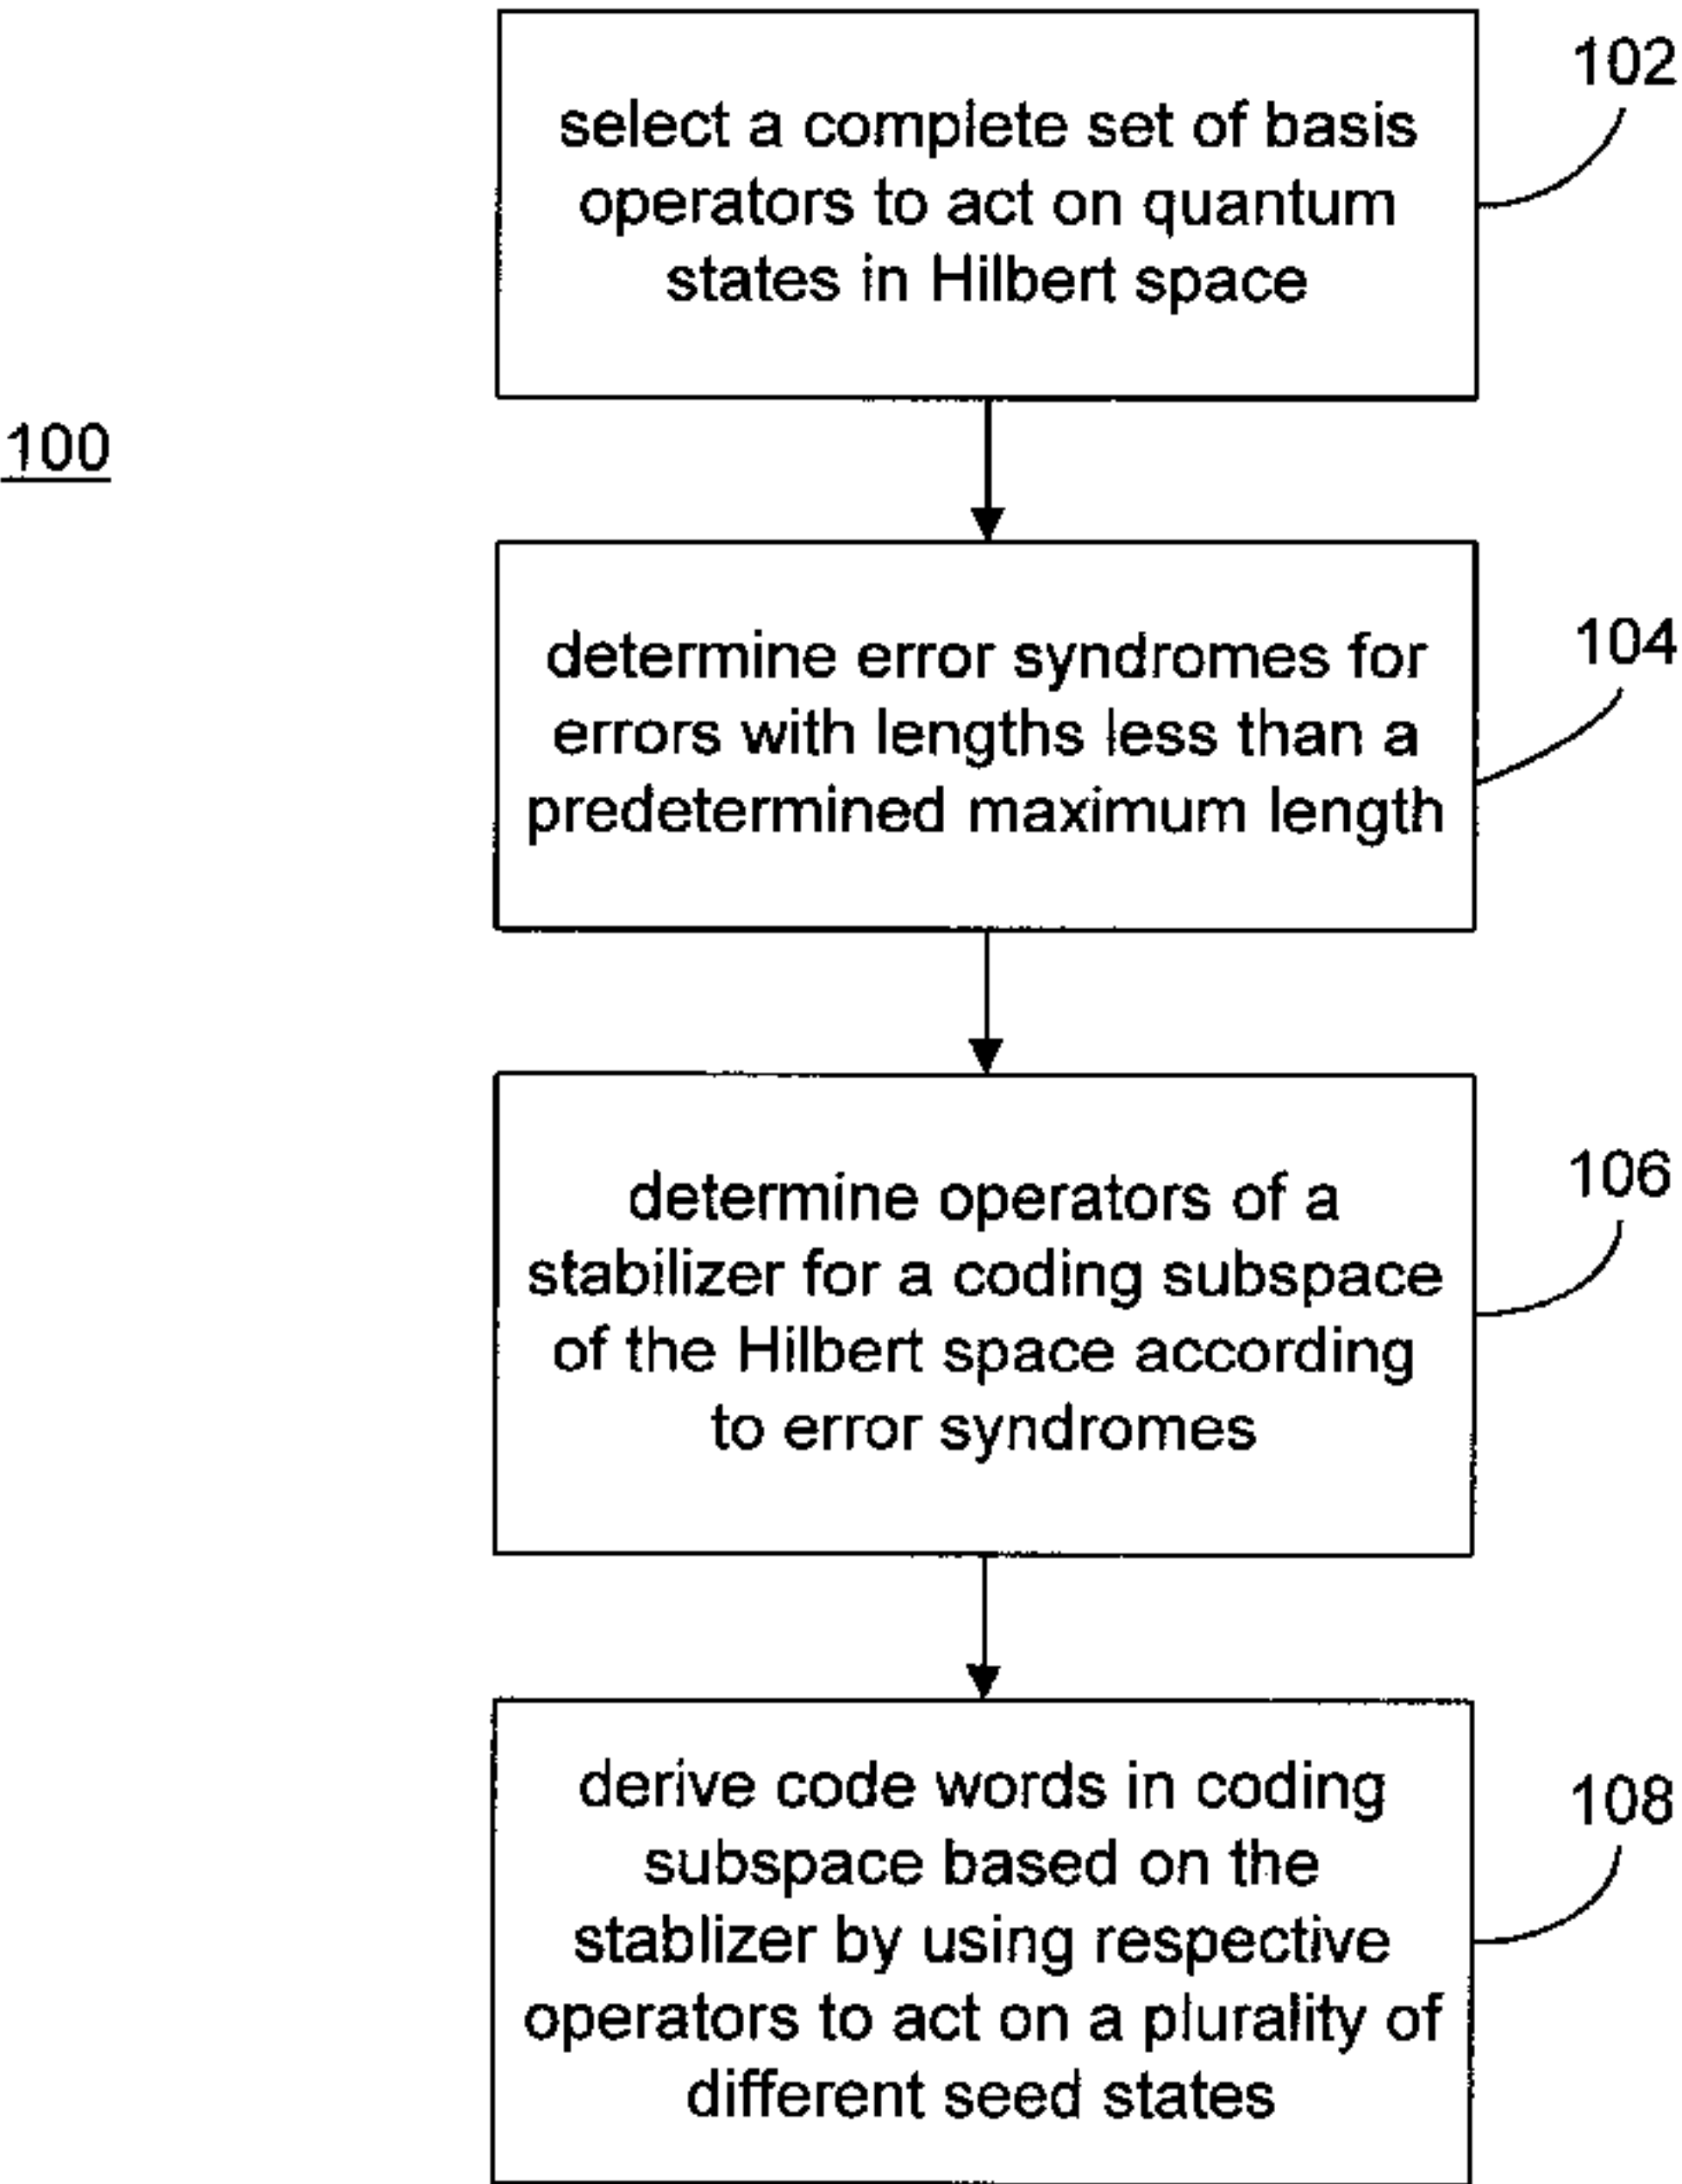 102
select a complete set of basis
operators to act on quantum
states in Hilbert space
100
104
determine error syndromes for
errors with lengths less than a
predetermined maximum length
106
determine operators of a
stabilizer for a coding subspace
of the Hilbert space according
to error syndromes
108
derive code words in coding
subspace based on the
stablizer by using respective
operators to act on a plurality of
different seed states